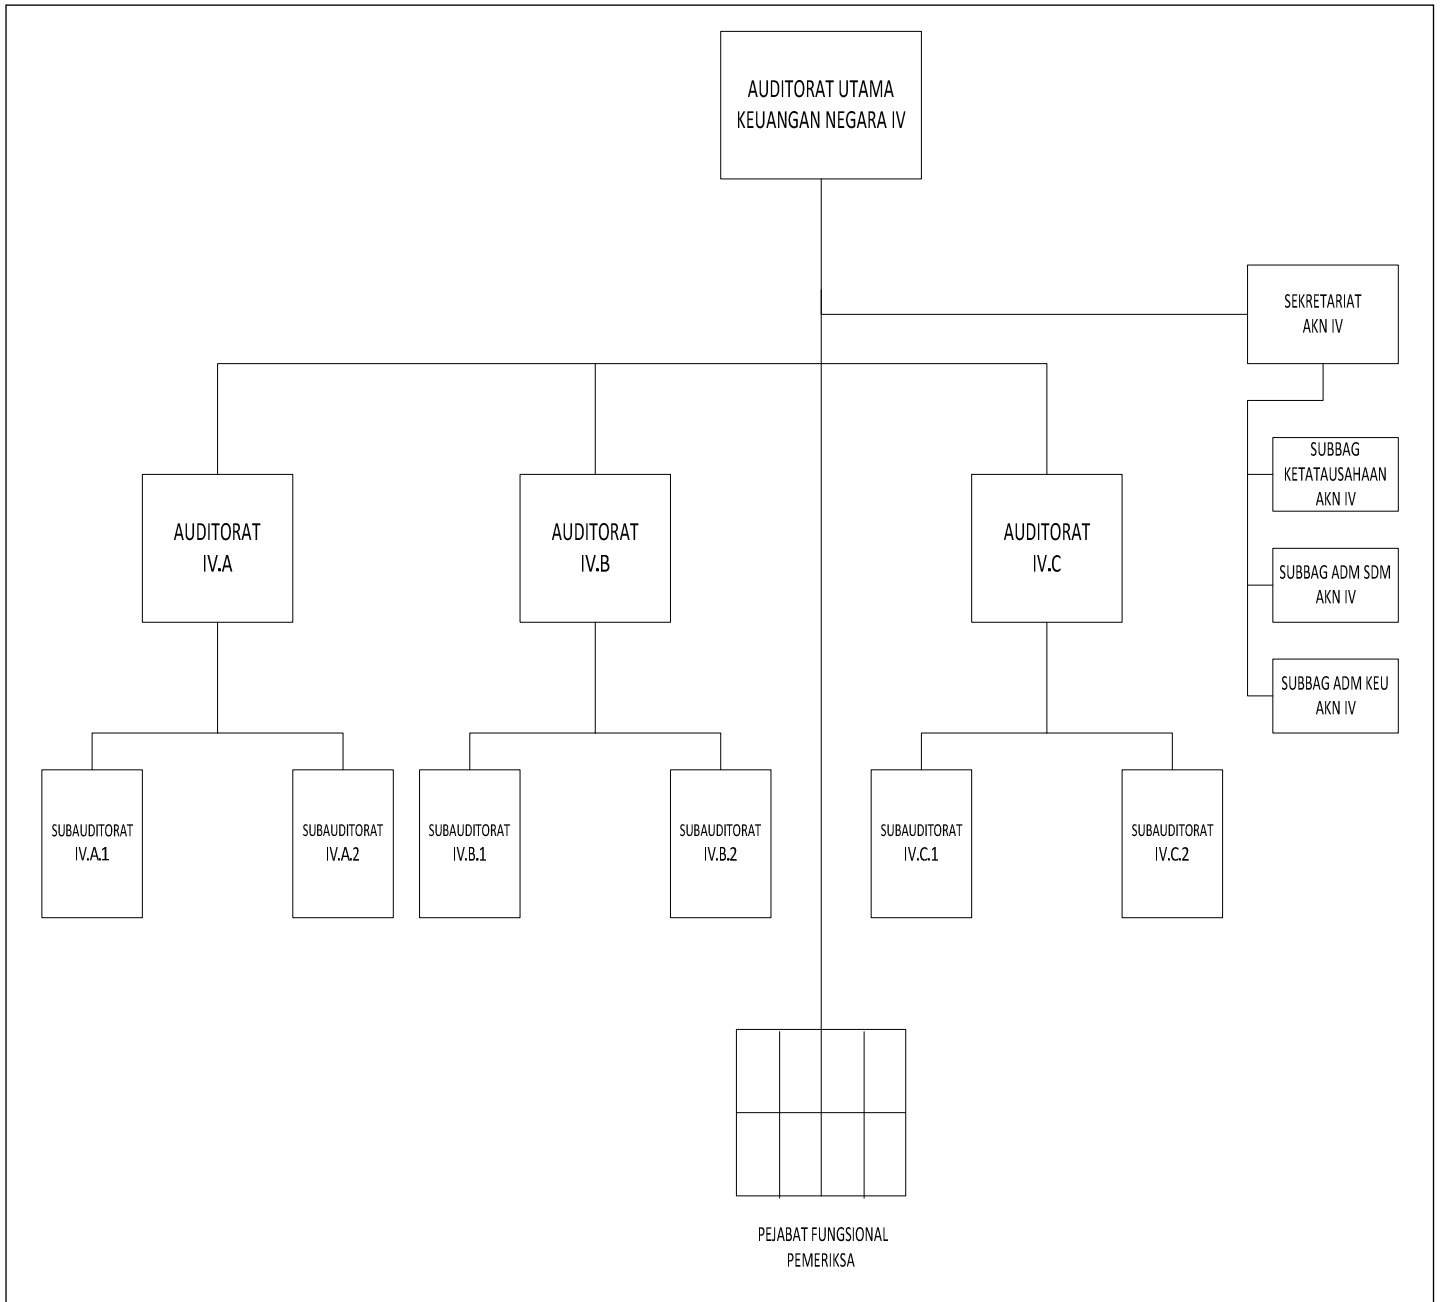 AUDITORAT UTAMA
KEUANGAN NEGARA IV
SEKRETARIAT
AKN IV
SUBBAG
KETATAUSAHAAN
AKN IV
SUBBAG ADM SDM
AKN IV
SUBBAG ADM KEU
AKN IV
AUDITORAT
IV.A
AUDITORAT
IV.B
AUDITORAT
IV.C
SUBAUDITORAT
IV.A.1
SUBAUDITORAT
IV.A.2
SUBAUDITORAT
IV.B.1
SUBAUDITORAT
IV.B.2
SUBAUDITORAT
IV.C.1
SUBAUDITORAT
IV.C.2
PEJABAT FUNGSIONAL
PEMERIKSA